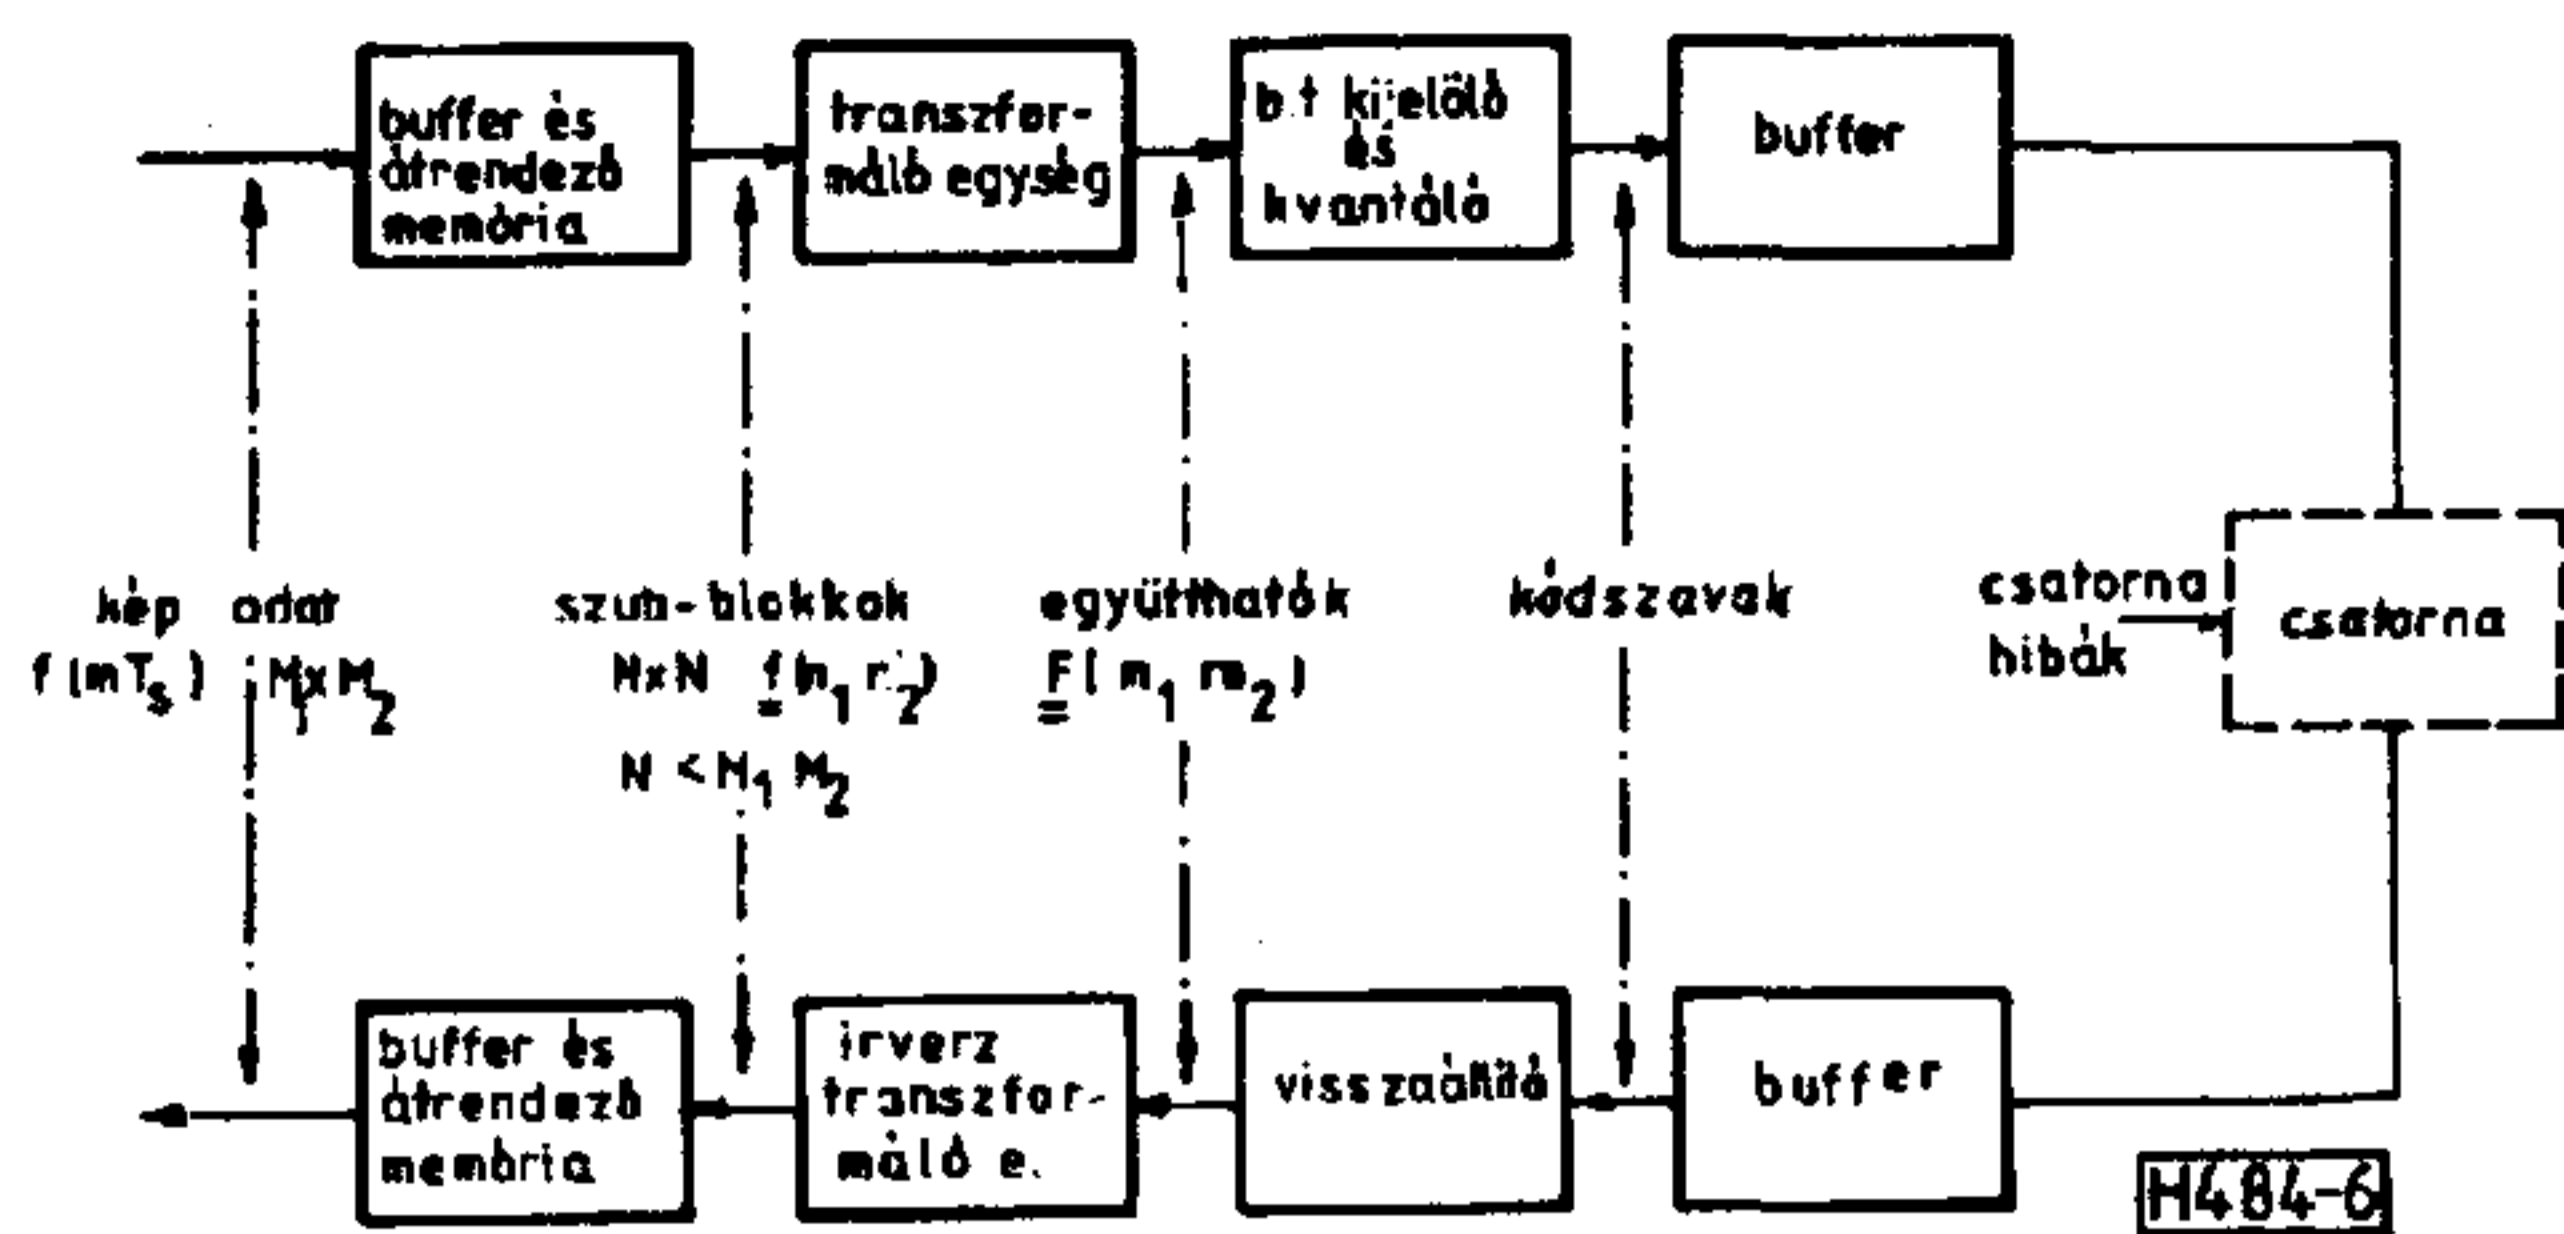 buffer és
átrendező
memória
transzfor-
máló egység
bit kijelölő
és
kvantáló
buffer
kép adat
f(mTₛ) M₁xM₂
szub-blokkok
NxN f(n₁ n₂)
N < M₁ M₂
együtthatók
F(m₁ m₂)
kódszavak
csatorna
hibák
csatorna
buffer és
átrendező
memória
inverz
transzfor-
máló e.
visszaállító
buffer
H484-6